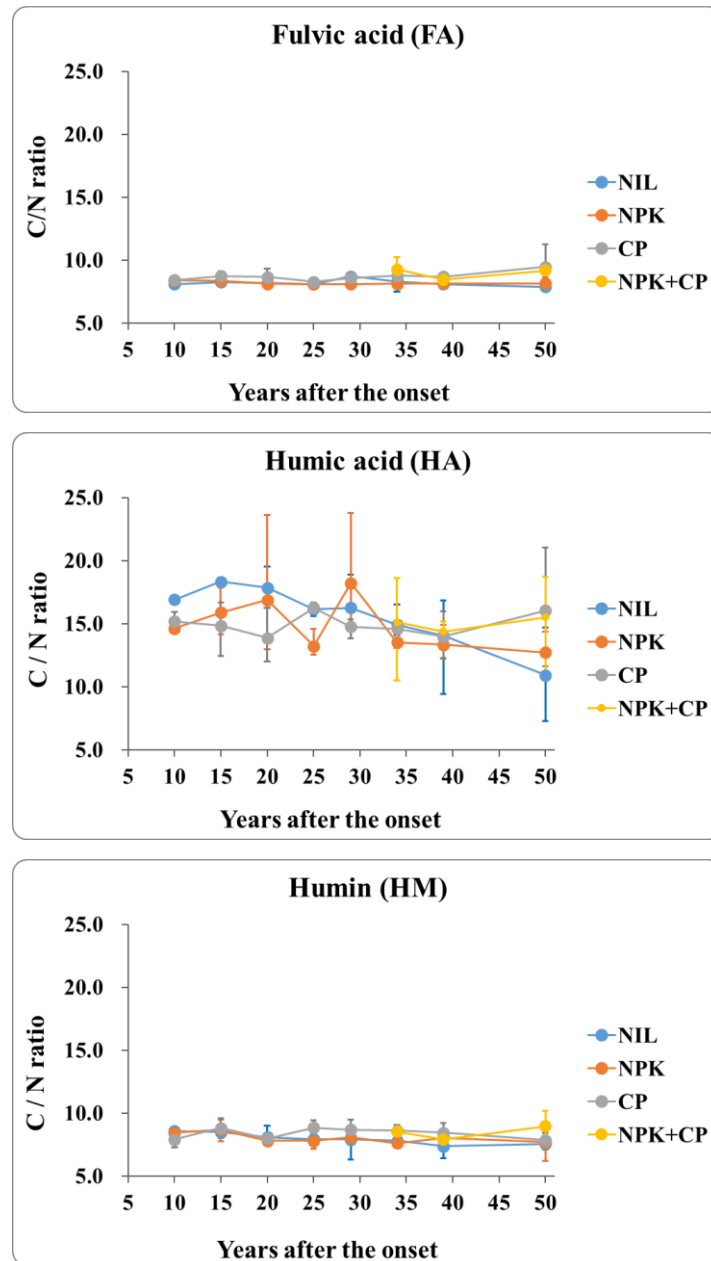 Fulvic acid (FA)
25.0
20.0
15.0
10.0
5.0
C/N ratio
5 10 15 20 25 30 35 40 45 50
Years after the onset
NIL
NPK
CP
NPK+CP
Humic acid (HA)
25.0
20.0
15.0
10.0
5.0
C / N ratio
5 10 15 20 25 30 35 40 45 50
Years after the onset
NIL
NPK
CP
NPK+CP
Humin (HM)
25.0
20.0
15.0
10.0
5.0
C / N ratio
5 10 15 20 25 30 35 40 45 50
Years after the onset
NIL
NPK
CP
NPK+CP